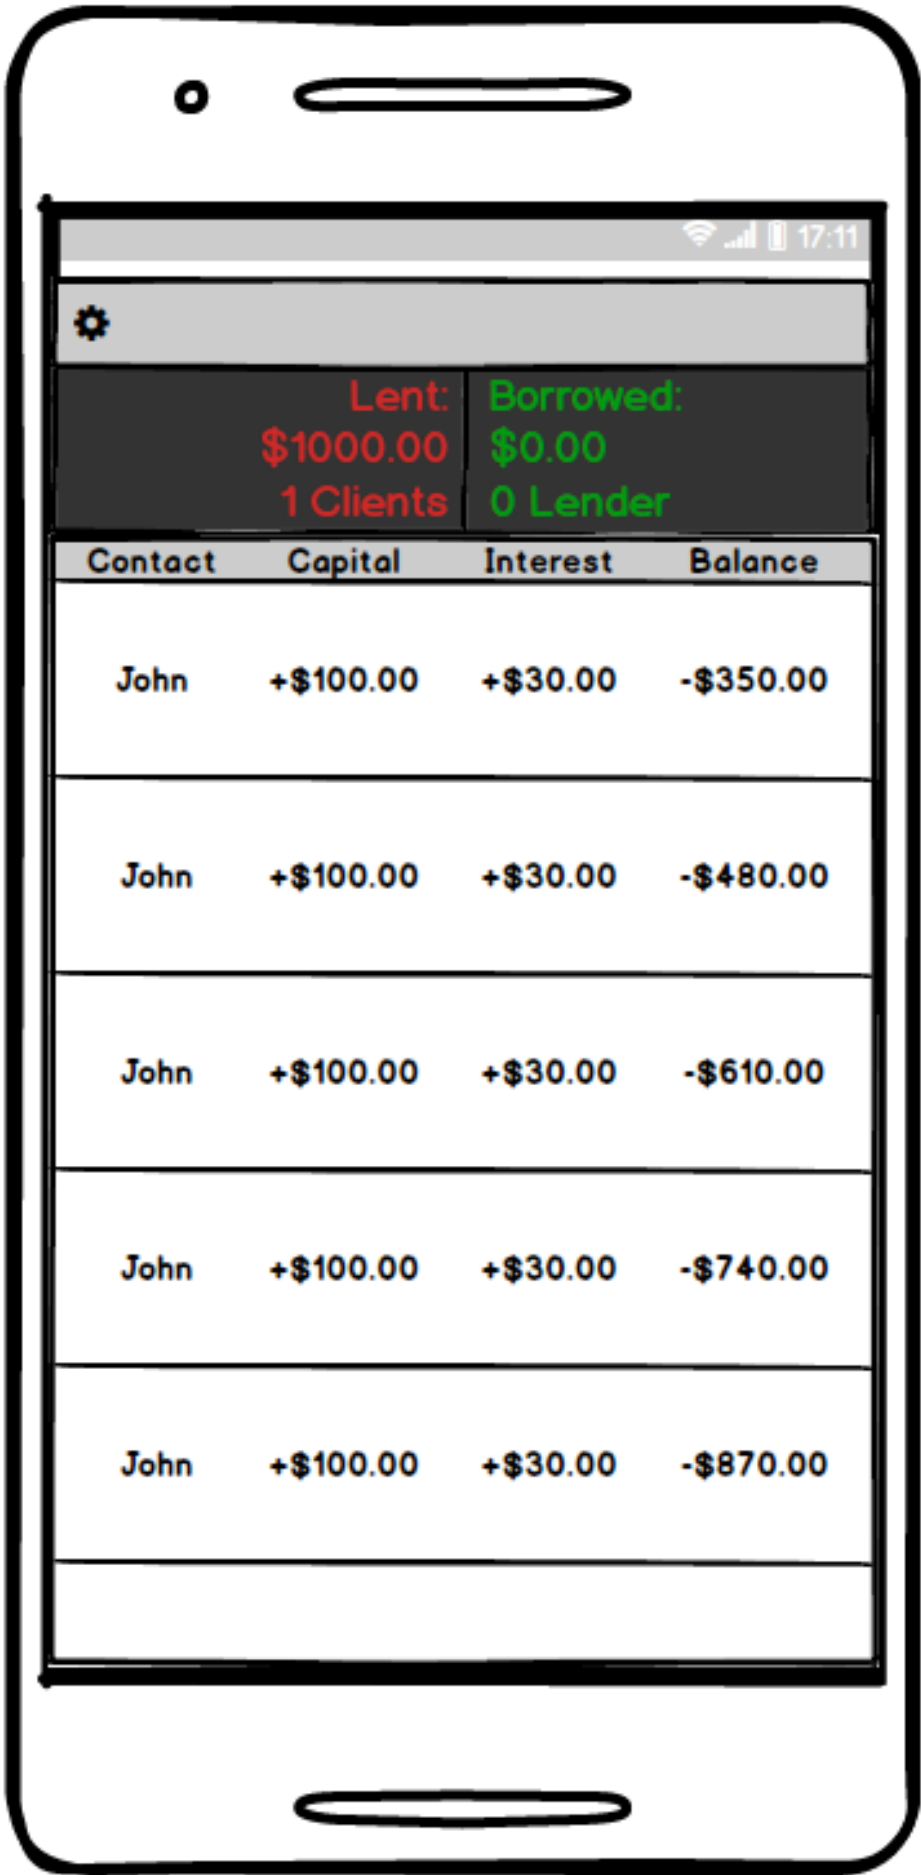 17:11
Lent:
$1000.00
1 Clients
Borrowed:
$0.00
0 Lender
Contact Capital Interest Balance
John +$100.00 +$30.00 -$350.00
John +$100.00 +$30.00 -$480.00
John +$100.00 +$30.00 -$610.00
John +$100.00 +$30.00 -$740.00
John +$100.00 +$30.00 -$870.00